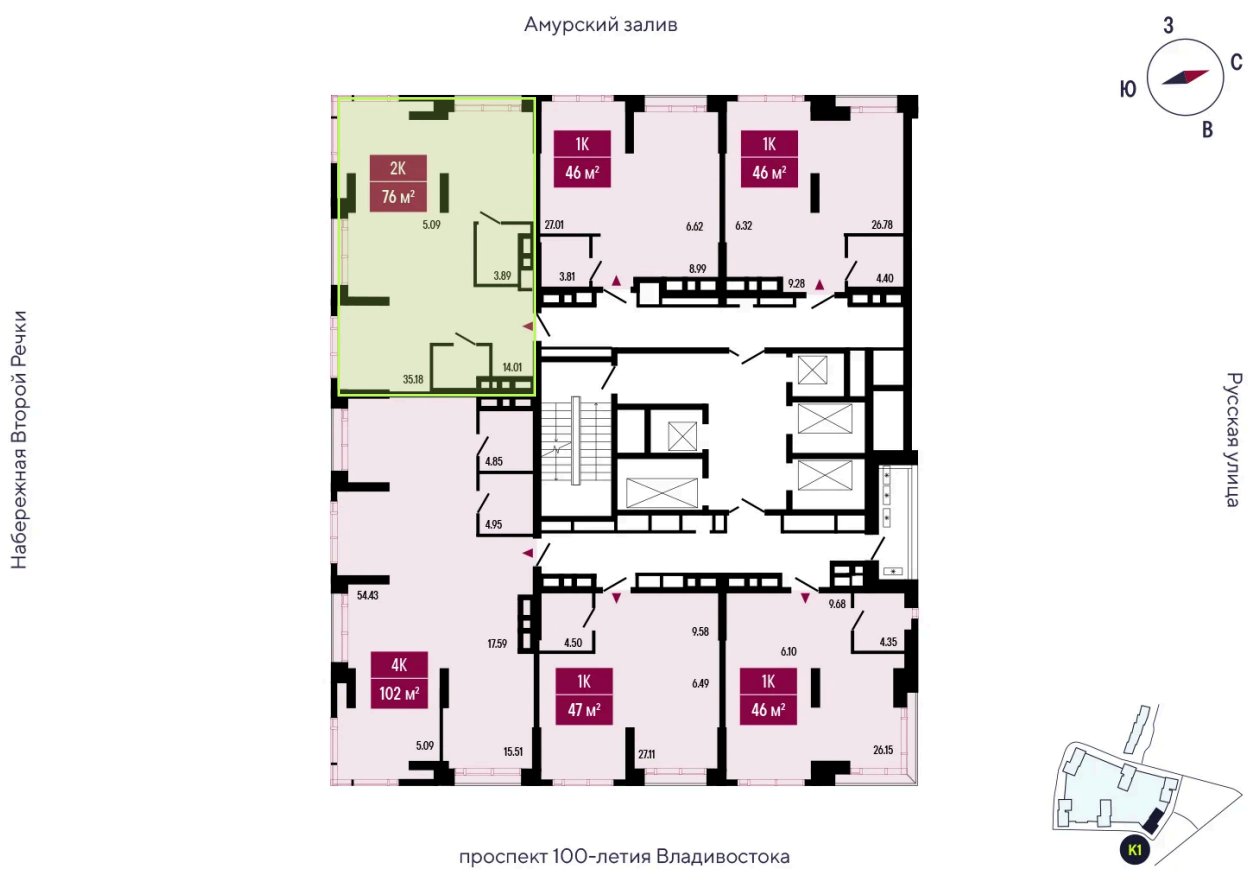 Амурский залив
З
С
Ю
В
2К
76 м²
5.09
3.89
35.18
14.01
1К
46 м²
27.01
6.62
3.81
8.99
1К
46 м²
6.32
26.78
9.28
4.40
Набережная Второй Речки
Русская улица
4.85
4.95
54.43
17.59
4К
102 м²
5.09
15.51
4.50
9.58
1К
47 м²
6.49
27.11
9.68
4.35
6.10
1К
46 м²
26.15
К1
проспект 100-летия Владивостока